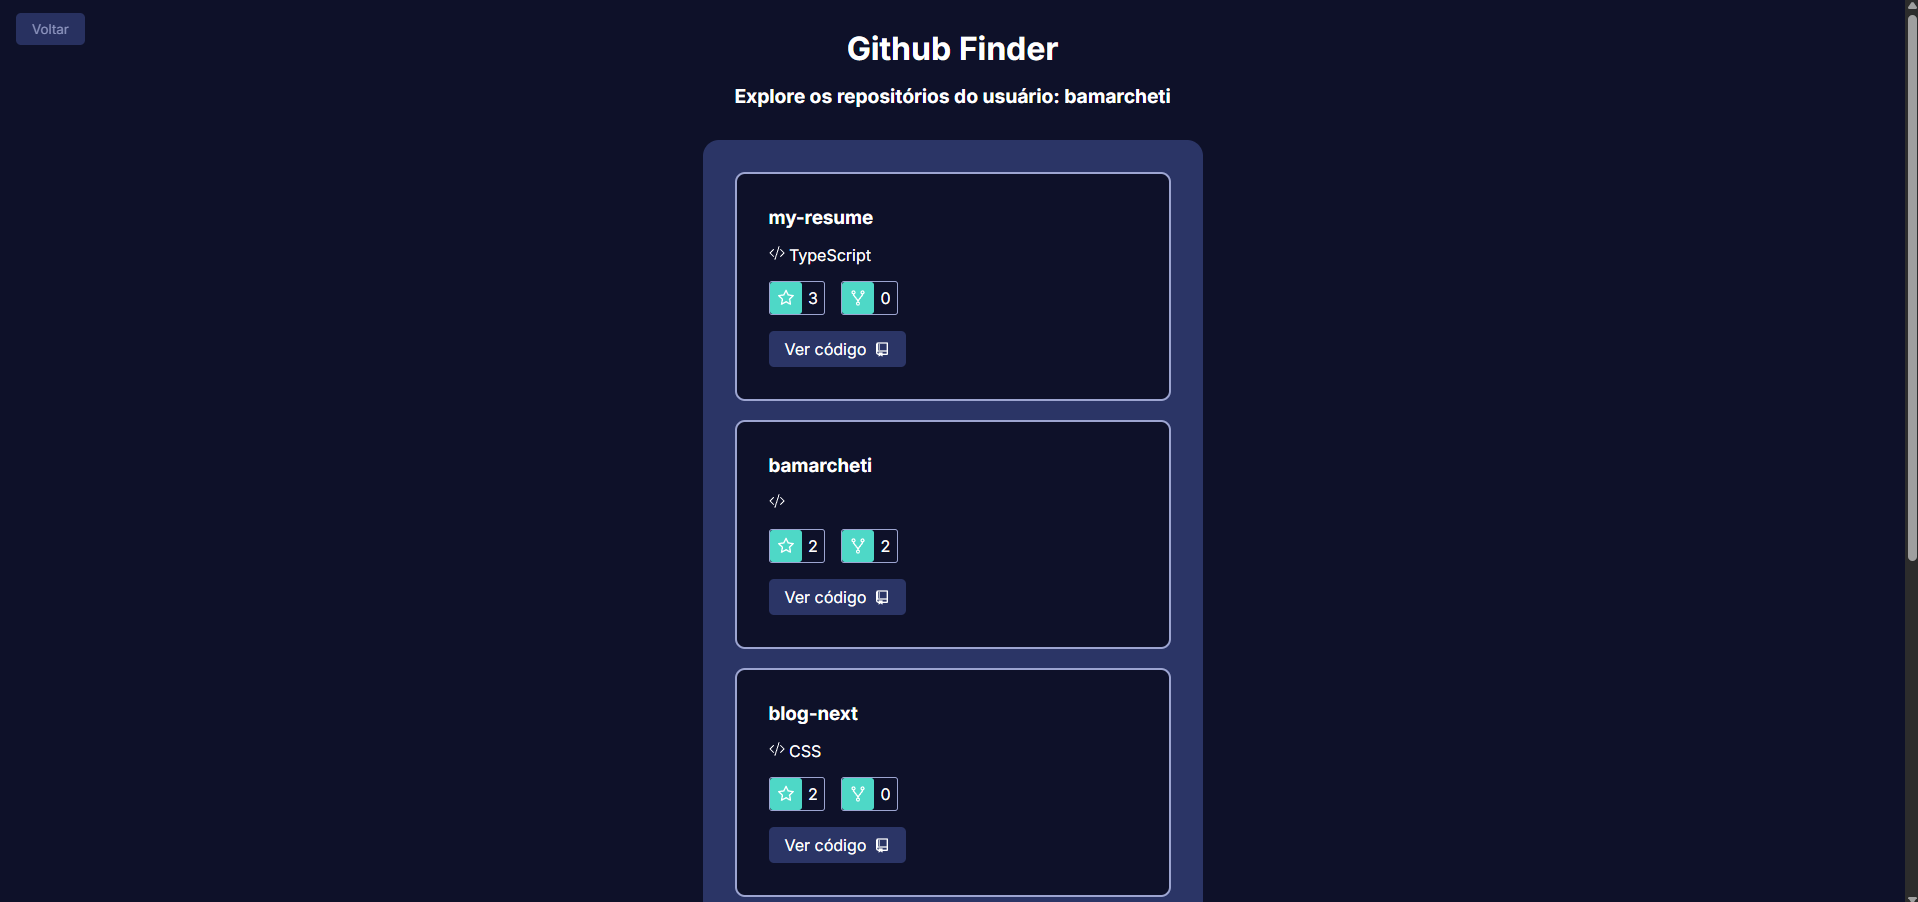 Voltar
Github Finder
Explore os repositórios do usuário: bamarcheti
my-resume
TypeScript
3 0
Ver código
bamarcheti
2 2
Ver código
blog-next
CSS
2 0
Ver código